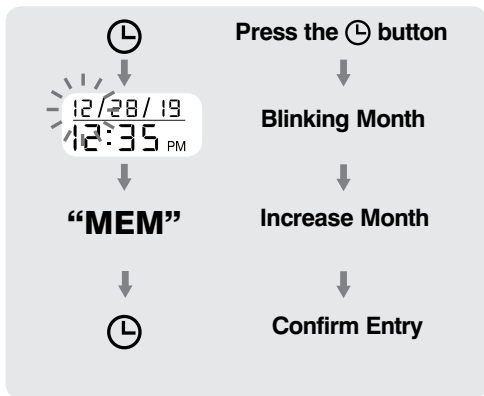 Press the button
12/28/19
12:35 PM
Blinking Month
“MEM”
Increase Month
Confirm Entry